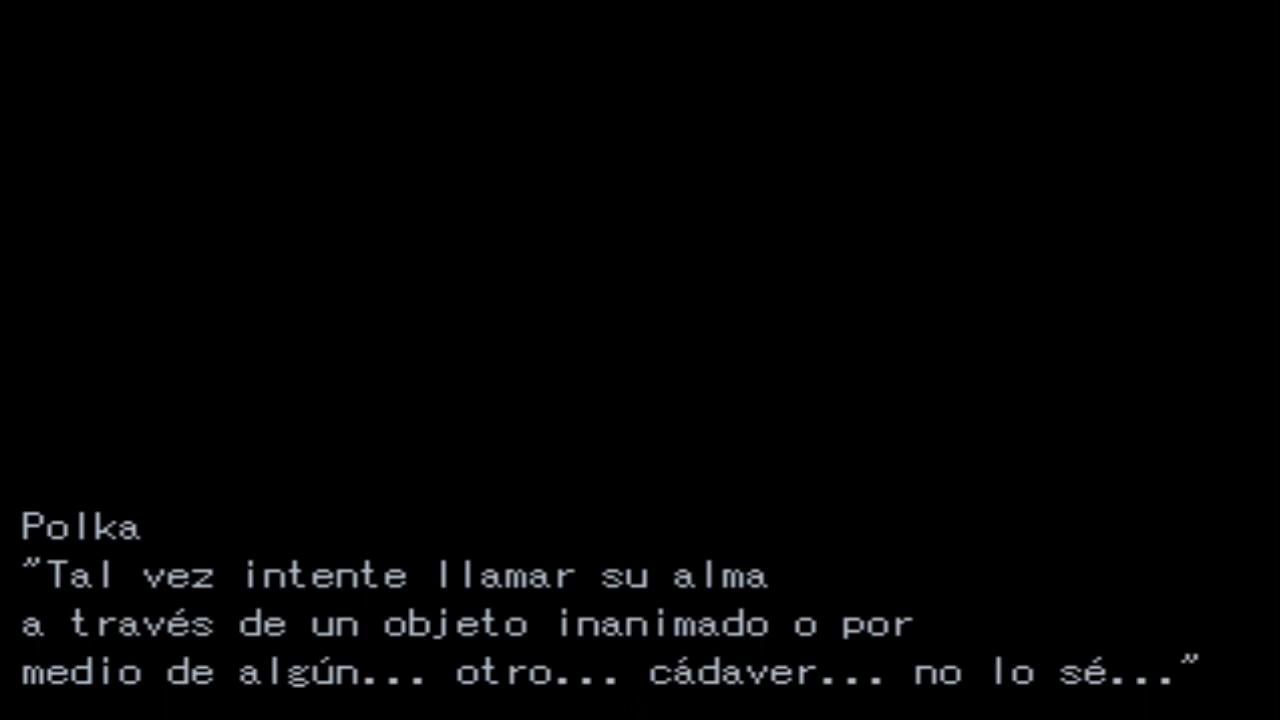 Polka
"Tal vez intente llamar su alma
a través de un objeto inanimado o por
medio de algún... otro... cádaver... no lo sé..."